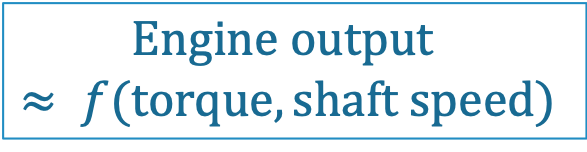 Engine output
≈ f (torque, shaft speed)